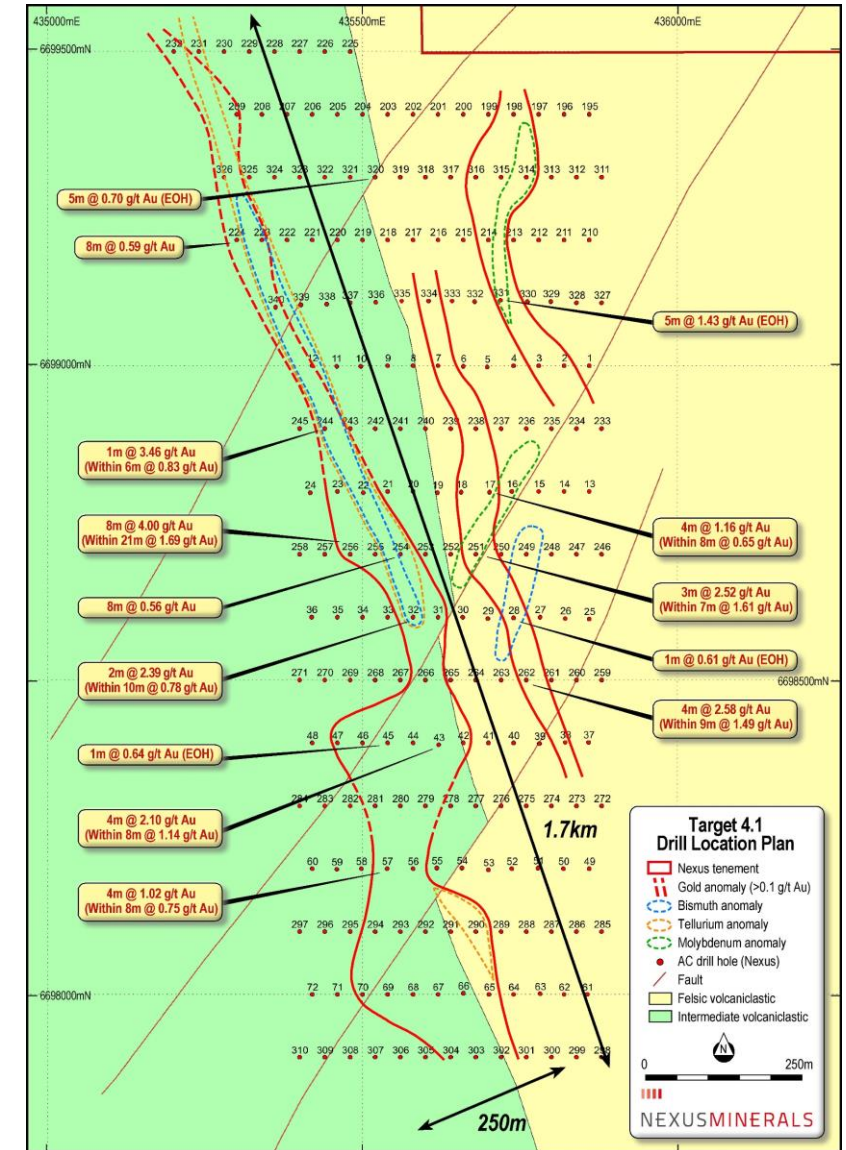 435000mE 435500mE 436000mE
6699500mN
232 231 230 229 228 227 226 225
209 208 207 206 205 204 203 202 201 200 199 198 197 196 195
326 325 324 323 322 321 320 319 318 317 316 315 314 313 312 311
5m @ 0.70 g/t Au (EOH)
224 223 222 221 220 219 218 217 216 215 214 213 212 211 210
8m @ 0.59 g/t Au
340 339 338 337 336 335 334 333 332 331 330 329 328 327
5m @ 1.43 g/t Au (EOH)
6699000mN
12 11 10 9 8 7 6 5 4 3 2 1
245 244 243 242 241 240 239 238 237 236 235 234 233
1m @ 3.46 g/t Au
(Within 6m @ 0.83 g/t Au)
24 23 22 21 20 19 18 17 16 15 14 13
8m @ 4.00 g/t Au
(Within 21m @ 1.69 g/t Au)
4m @ 1.16 g/t Au
(Within 8m @ 0.65 g/t Au)
258 257 256 255 254 253 252 251 250 249 248 247 246
3m @ 2.52 g/t Au
(Within 7m @ 1.61 g/t Au)
8m @ 0.56 g/t Au
36 35 34 33 32 31 30 29 28 27 26 25
1m @ 0.61 g/t Au (EOH)
2m @ 2.39 g/t Au
(Within 10m @ 0.78 g/t Au)
271 270 269 268 267 266 265 264 263 262 261 260 259
6698500mN
4m @ 2.58 g/t Au
(Within 9m @ 1.49 g/t Au)
48 47 46 45 44 43 42 41 40 39 38 37
1m @ 0.64 g/t Au (EOH)
284 283 282 281 280 279 278 277 276 275 274 273 272
4m @ 2.10 g/t Au
(Within 8m @ 1.14 g/t Au)
1.7km
60 59 58 57 56 55 54 53 52 51 50 49
4m @ 1.02 g/t Au
(Within 8m @ 0.75 g/t Au)
297 296 295 294 293 292 291 290 289 288 287 286 285
6698000mN
72 71 70 69 68 67 66 65 64 63 62 61
310 309 308 307 306 305 304 303 302 301 300 299 298
250m
Target 4.1
Drill Location Plan
Nexus tenement
Gold anomaly (>0.1 g/t Au)
Bismuth anomaly
Tellurium anomaly
Molybdenum anomaly
AC drill hole (Nexus)
Fault
Felsic volcaniclastic
Intermediate volcaniclastic
N
0 250m
NEXUSMINERALS